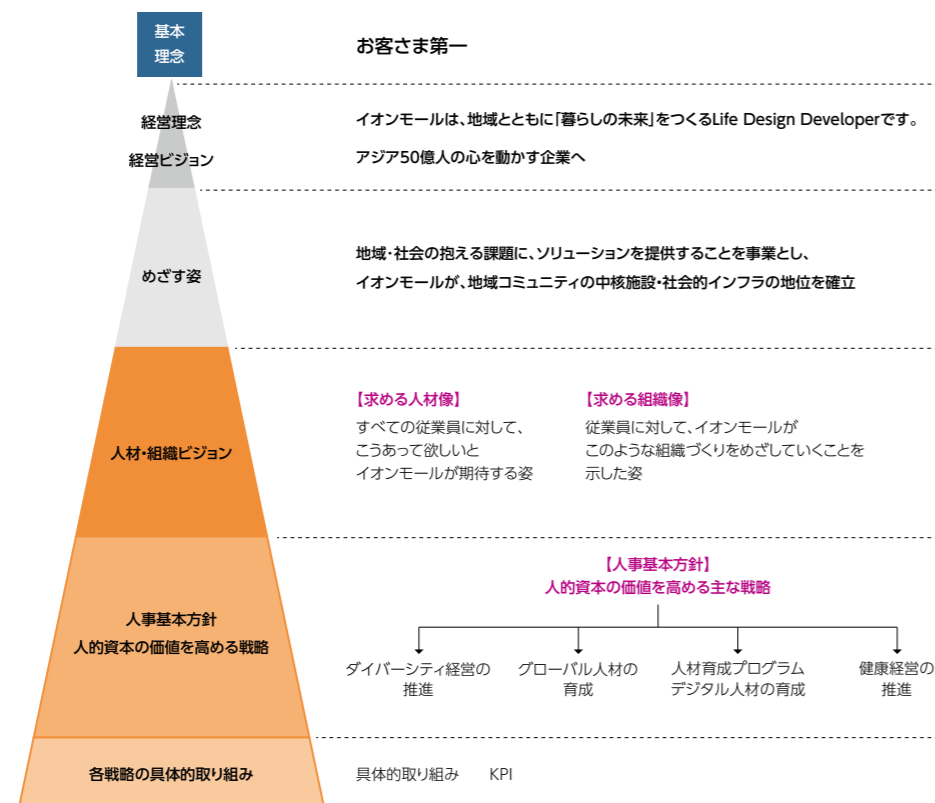 基本
理念
お客さま第一
経営理念
イオンモールは、地域とともに「暮らしの未来」をつくるLife Design Developerです。
経営ビジョン
アジア50億人の心を動かす企業へ
めざす姿
地域・社会の抱える課題に、ソリューションを提供することを事業とし、
イオンモールが、地域コミュニティの中核施設・社会的インフラの地位を確立
人材・組織ビジョン
【求める人材像】
すべての従業員に対して、
こうあって欲しいと
イオンモールが期待する姿
【求める組織像】
従業員に対して、イオンモールが
このような組織づくりをめざしていくことを
示した姿
人事基本方針
人的資本の価値を高める戦略
【人事基本方針】
人的資本の価値を高める主な戦略
ダイバーシティ経営の
推進
グローバル人材の
育成
人材育成プログラム
デジタル人材の育成
健康経営の
推進
各戦略の具体的取り組み
具体的取り組み KPI